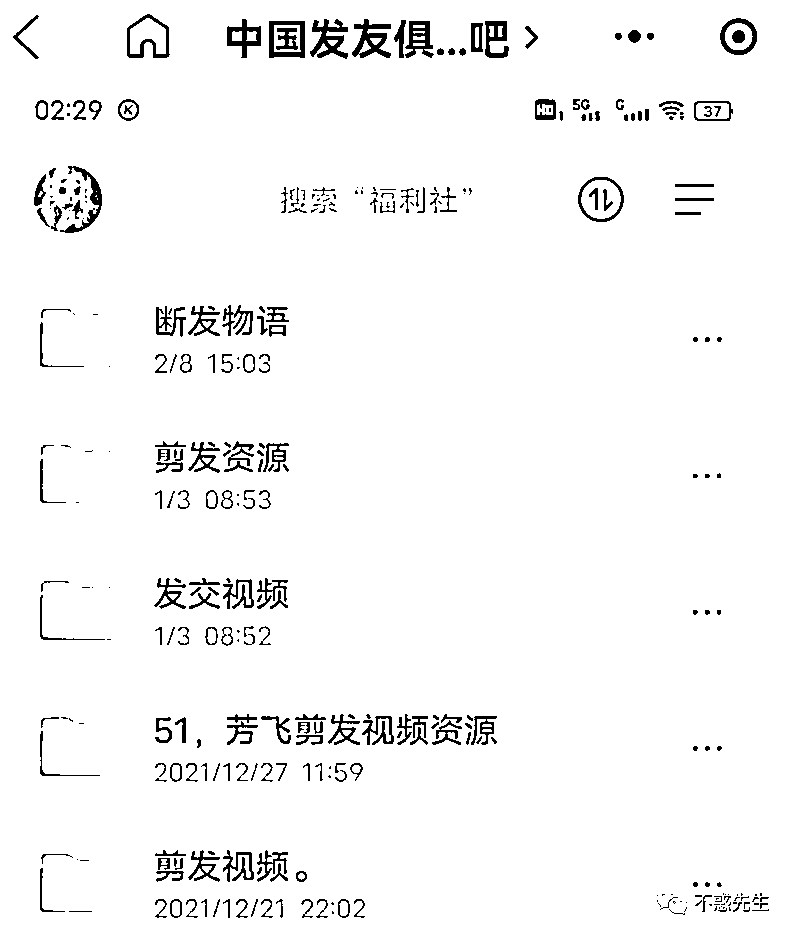 中国发友俱...吧
02:29
HD 5G G 37
搜索“福利社”
断发物语
2/8 15:03
剪发资源
1/3 08:53
发交视频
1/3 08:52
51，芳飞剪发视频资源
2021/12/27 11:59
剪发视频。
2021/12/21 22:02
不惑先生